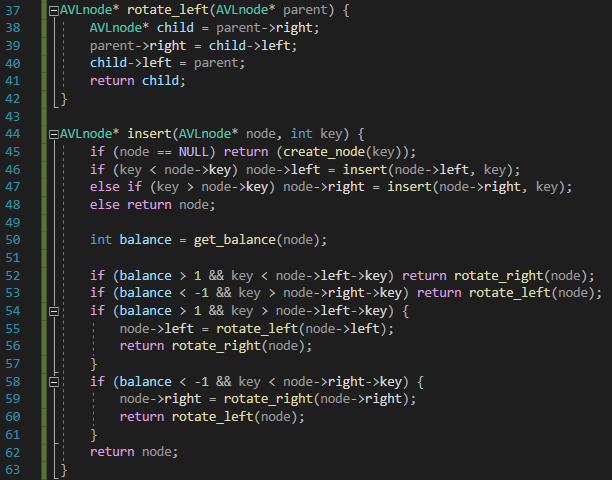 37 AVLnode* rotate_left(AVLnode* parent) {
38     AVLnode* child = parent->right;
39     parent->right = child->left;
40     child->left = parent;
41     return child;
42 }
43
44 AVLnode* insert(AVLnode* node, int key) {
45     if (node == NULL) return (create_node(key));
46     if (key < node->key) node->left = insert(node->left, key);
47     else if (key > node->key) node->right = insert(node->right, key);
48     else return node;
49
50     int balance = get_balance(node);
51
52     if (balance > 1 && key < node->left->key) return rotate_right(node);
53     if (balance < -1 && key > node->right->key) return rotate_left(node);
54     if (balance > 1 && key > node->left->key) {
55         node->left = rotate_left(node->left);
56         return rotate_right(node);
57     }
58     if (balance < -1 && key < node->right->key) {
59         node->right = rotate_right(node->right);
60         return rotate_left(node);
61     }
62     return node;
63 }